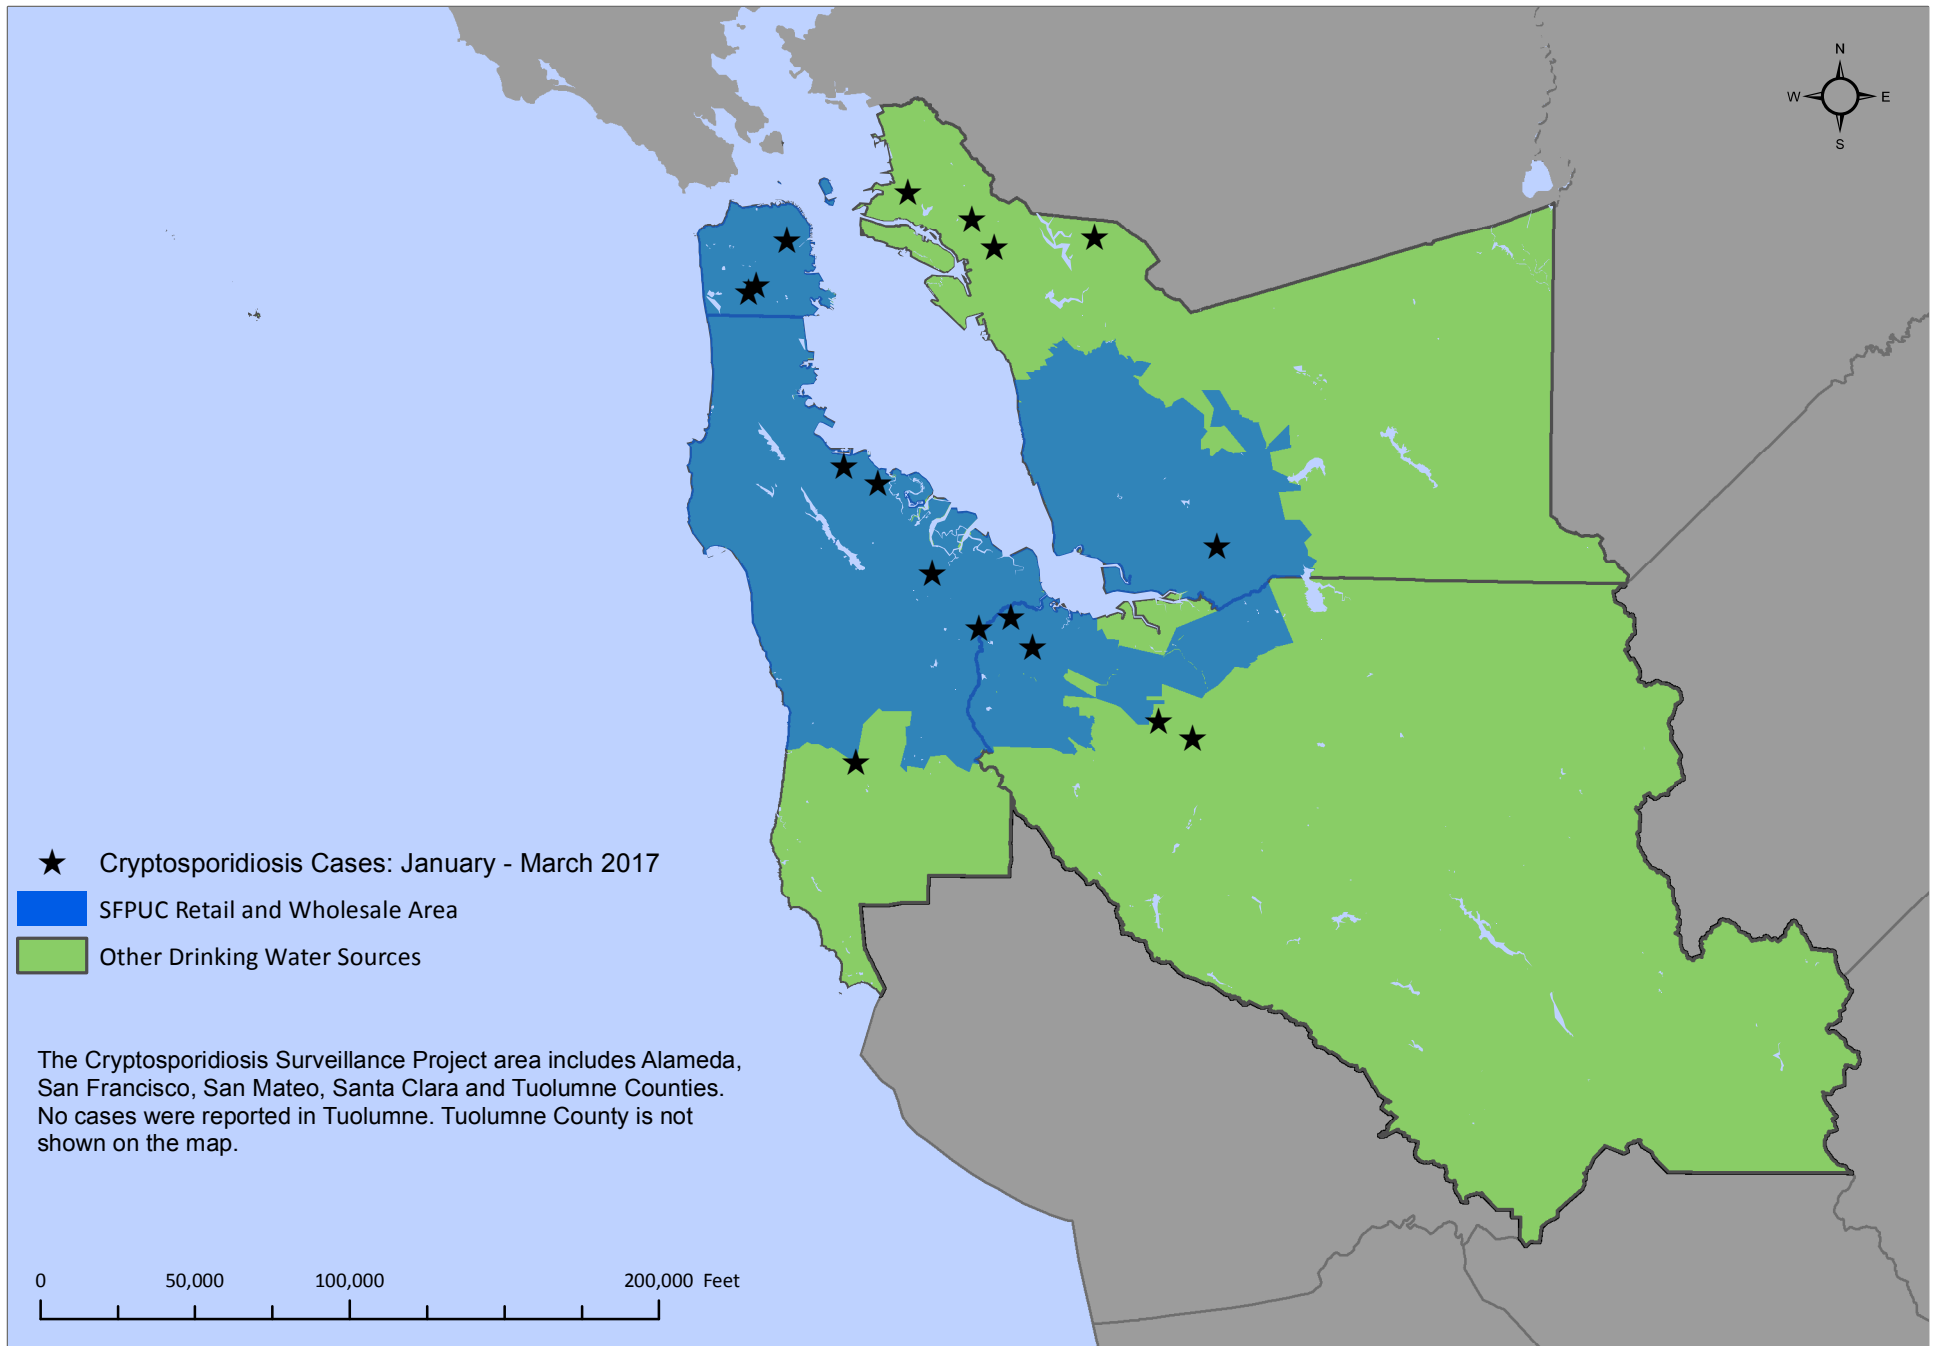 N
W E
S
Cryptosporidiosis Cases: January - March 2017
SFPUC Retail and Wholesale Area
Other Drinking Water Sources
The Cryptosporidiosis Surveillance Project area includes Alameda,
San Francisco, San Mateo, Santa Clara and Tuolumne Counties.
No cases were reported in Tuolumne. Tuolumne County is not
shown on the map.
0 50,000 100,000 200,000 Feet